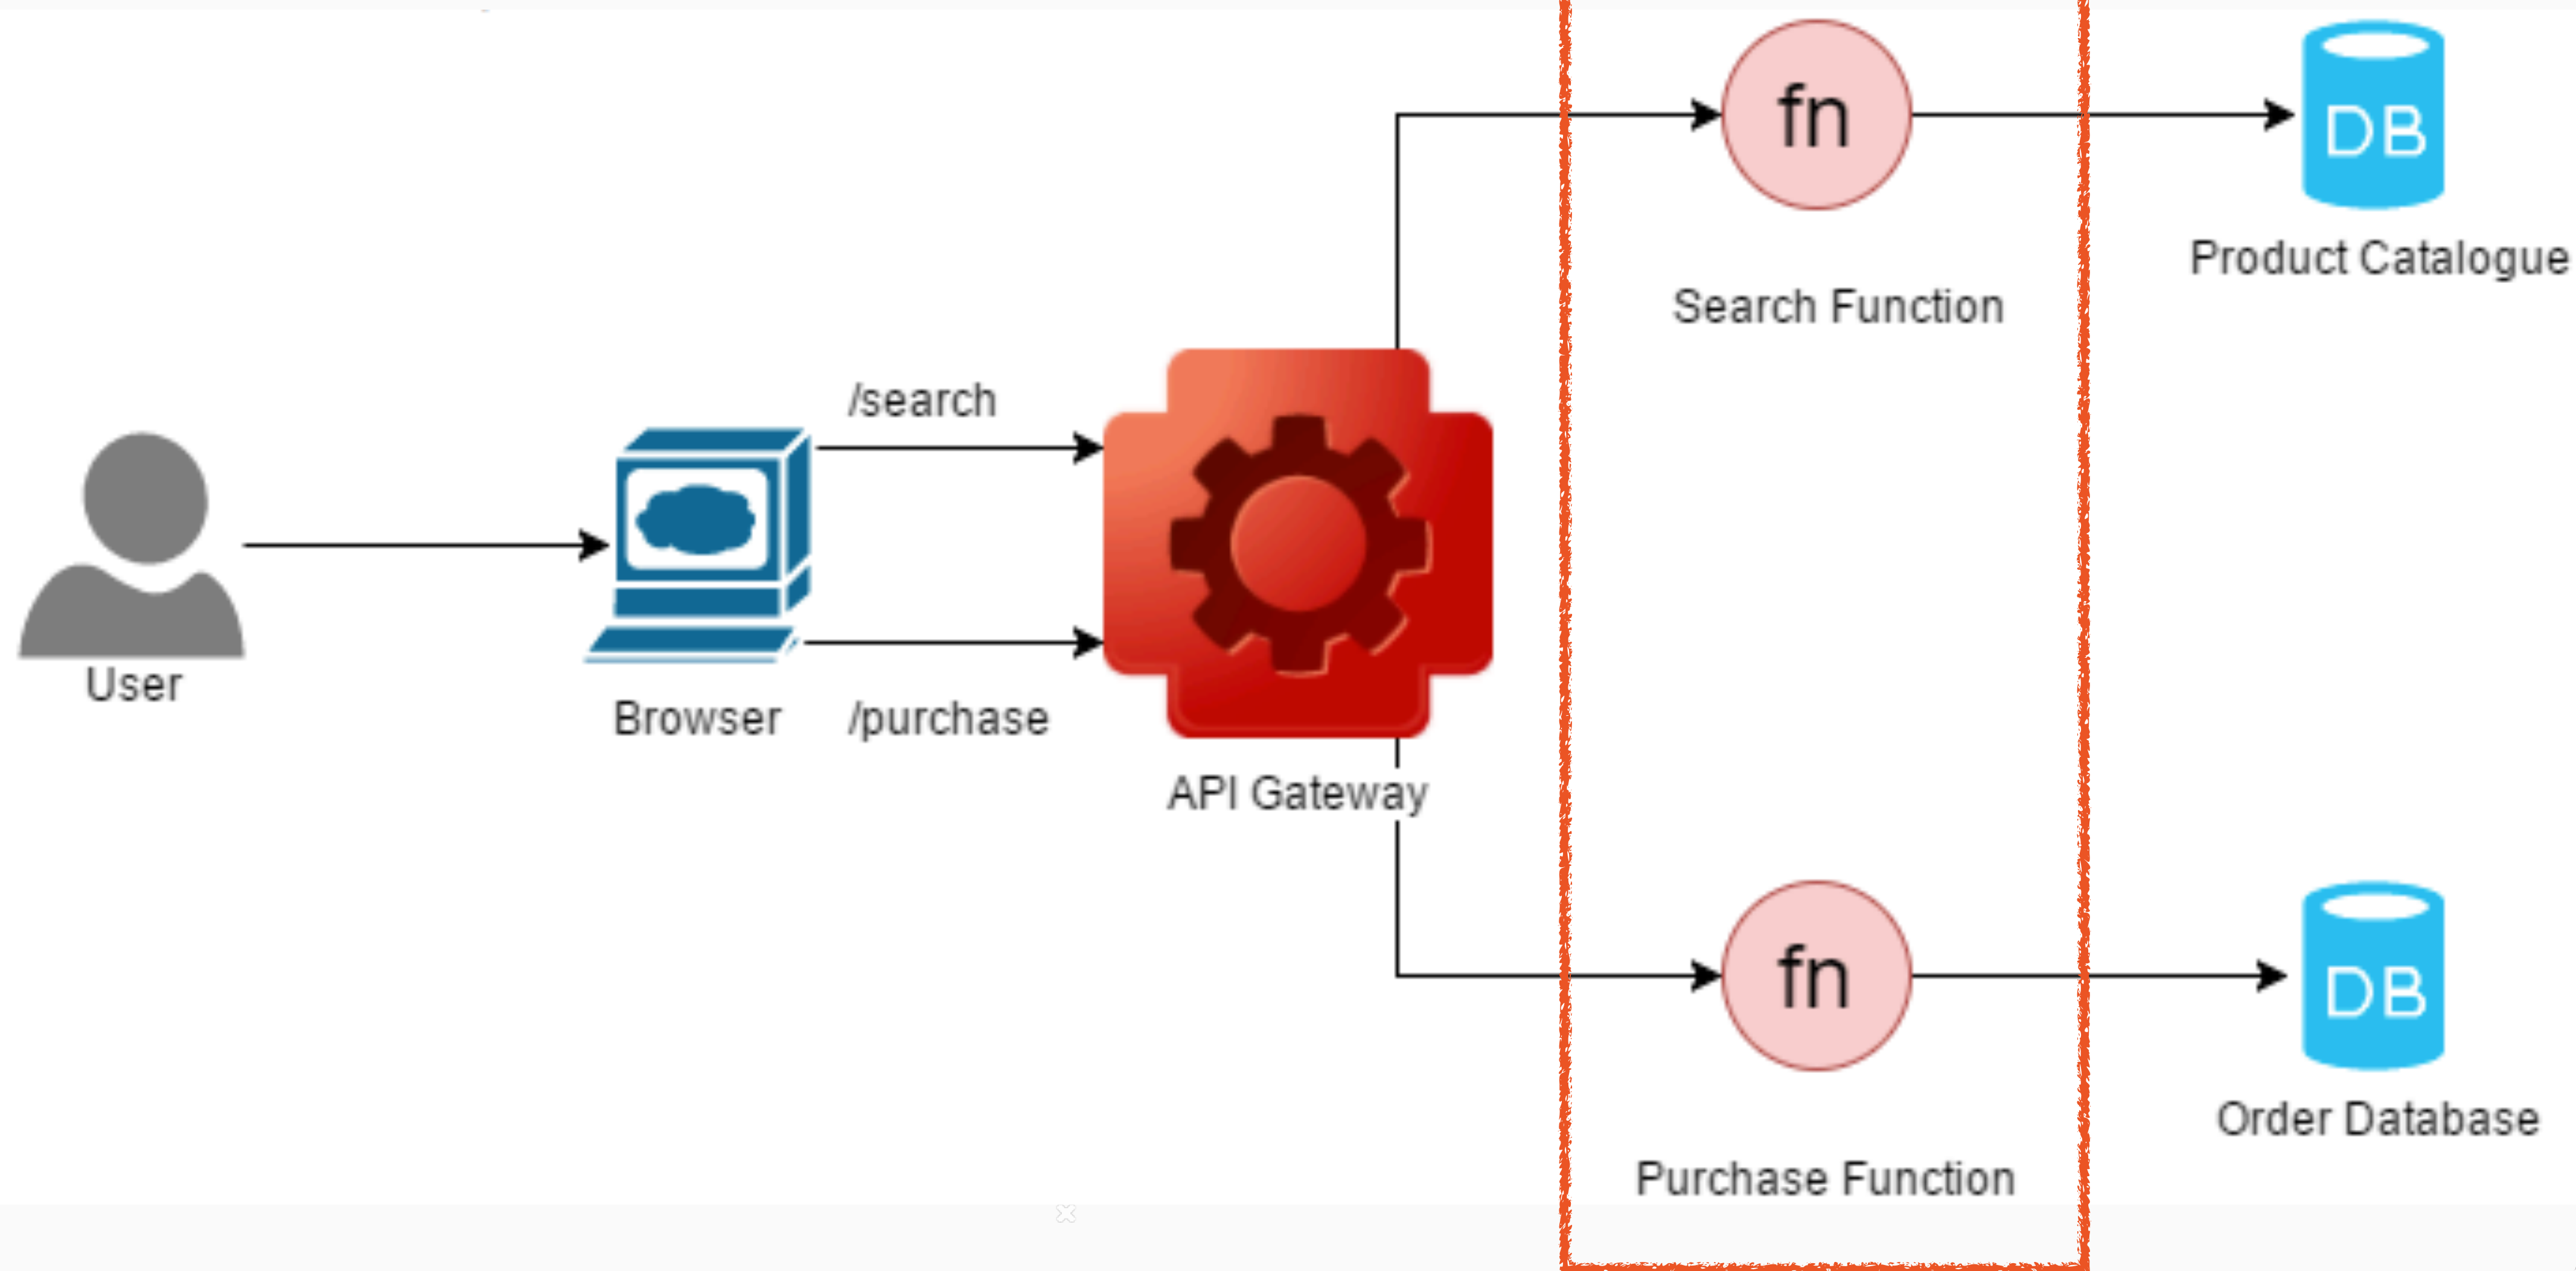 fn
DB
Product Catalogue
Search Function
/search
User
Browser
/purchase
API Gateway
fn
DB
Order Database
Purchase Function